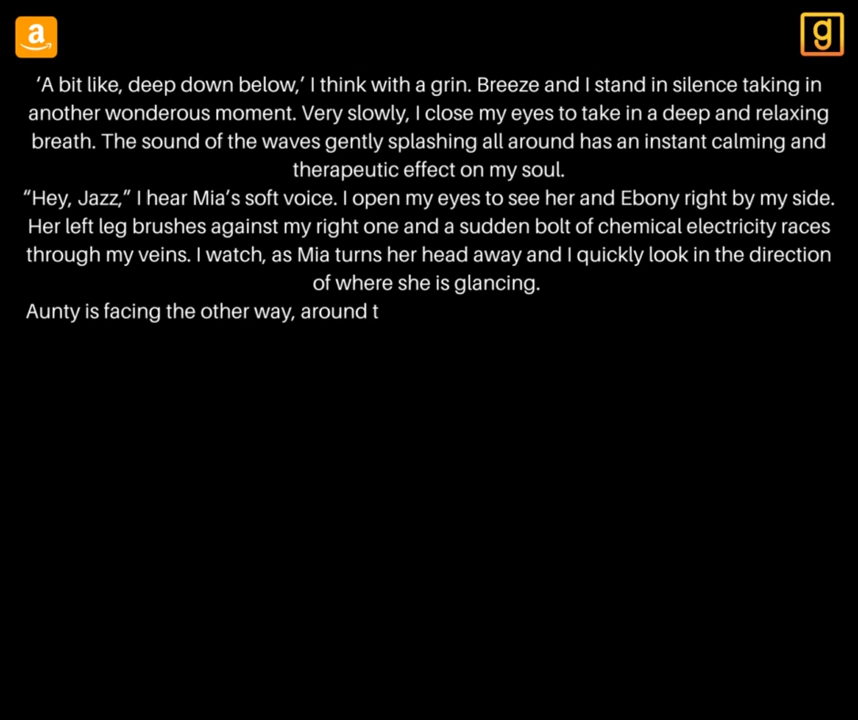 a
g
‘A bit like, deep down below,’ I think with a grin. Breeze and I stand in silence taking in
another wonderous moment. Very slowly, I close my eyes to take in a deep and relaxing
breath. The sound of the waves gently splashing all around has an instant calming and
therapeutic effect on my soul.
“Hey, Jazz,” I hear Mia’s soft voice. I open my eyes to see her and Ebony right by my side.
Her left leg brushes against my right one and a sudden bolt of chemical electricity races
through my veins. I watch, as Mia turns her head away and I quickly look in the direction
of where she is glancing.
Aunty is facing the other way, around t